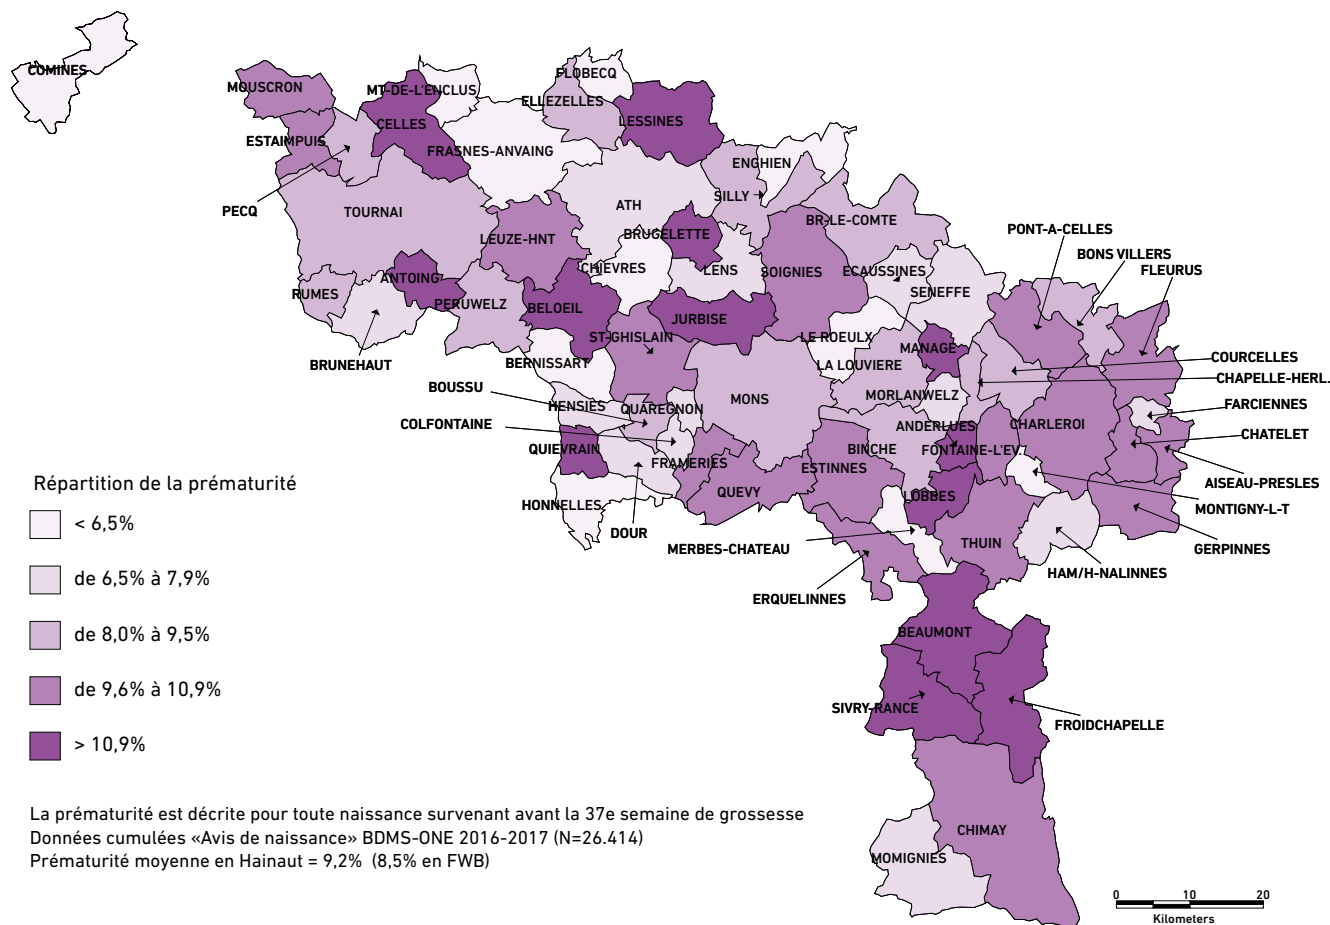 COMINES
MOUSCRON
MT-DE-L'ENCLUS
FLOBECQ
ELLEZELLES
CELLES
LESSINES
ESTAIMPUIS
FRASNES-ANVAING
ENGHIEN
SILLY
PECQ
TOURNAI
ATH
BR-LE-COMTE
LEUZE-HNT
BRUGELETTE
PONT-A-CELLES
BONS VILLERS
FLEURUS
ANTOING
CHIEVRES
LENS
SOIGNIES
ECAUSSINES
SENEFFE
RUMES
PERUWELZ
BELOEIL
JURBISE
ST-GHISLAIN
LE ROEULX
MANAGE
BRUNEHAUT
BERNISSART
LA LOUVIERE
COURCELLES
CHAPELLE-HERL.
BOUSSU
HENSIES
QUAREGNON
MONS
MORLANWELZ
FARCIENNES
COLFONTAINE
ANDERLUES
CHARLEROI
CHATELET
QUIEVRAIN
FRAMERIES
BINCHE
FONTAINE-L'EV.
ESTINNES
AISEAU-PRESLES
HONNELLES
QUEVY
LOBBES
MONTIGNY-L-T
DOUR
MERBES-CHATEAU
THUIN
GERPINNES
HAM/H-NALINNES
ERQUELINNES
BEAUMONT
SIVRY-RANCE
FROIDCHAPELLE
CHIMAY
MOMIGNIES
Répartition de la prématurité
< 6,5%
de 6,5% à 7,9%
de 8,0% à 9,5%
de 9,6% à 10,9%
> 10,9%
La prématurité est décrite pour toute naissance survenant avant la 37e semaine de grossesse
Données cumulées «Avis de naissance» BDMS-ONE 2016-2017 (N=26.414)
Prématurité moyenne en Hainaut = 9,2% (8,5% en FWB)
0 10 20
Kilometers